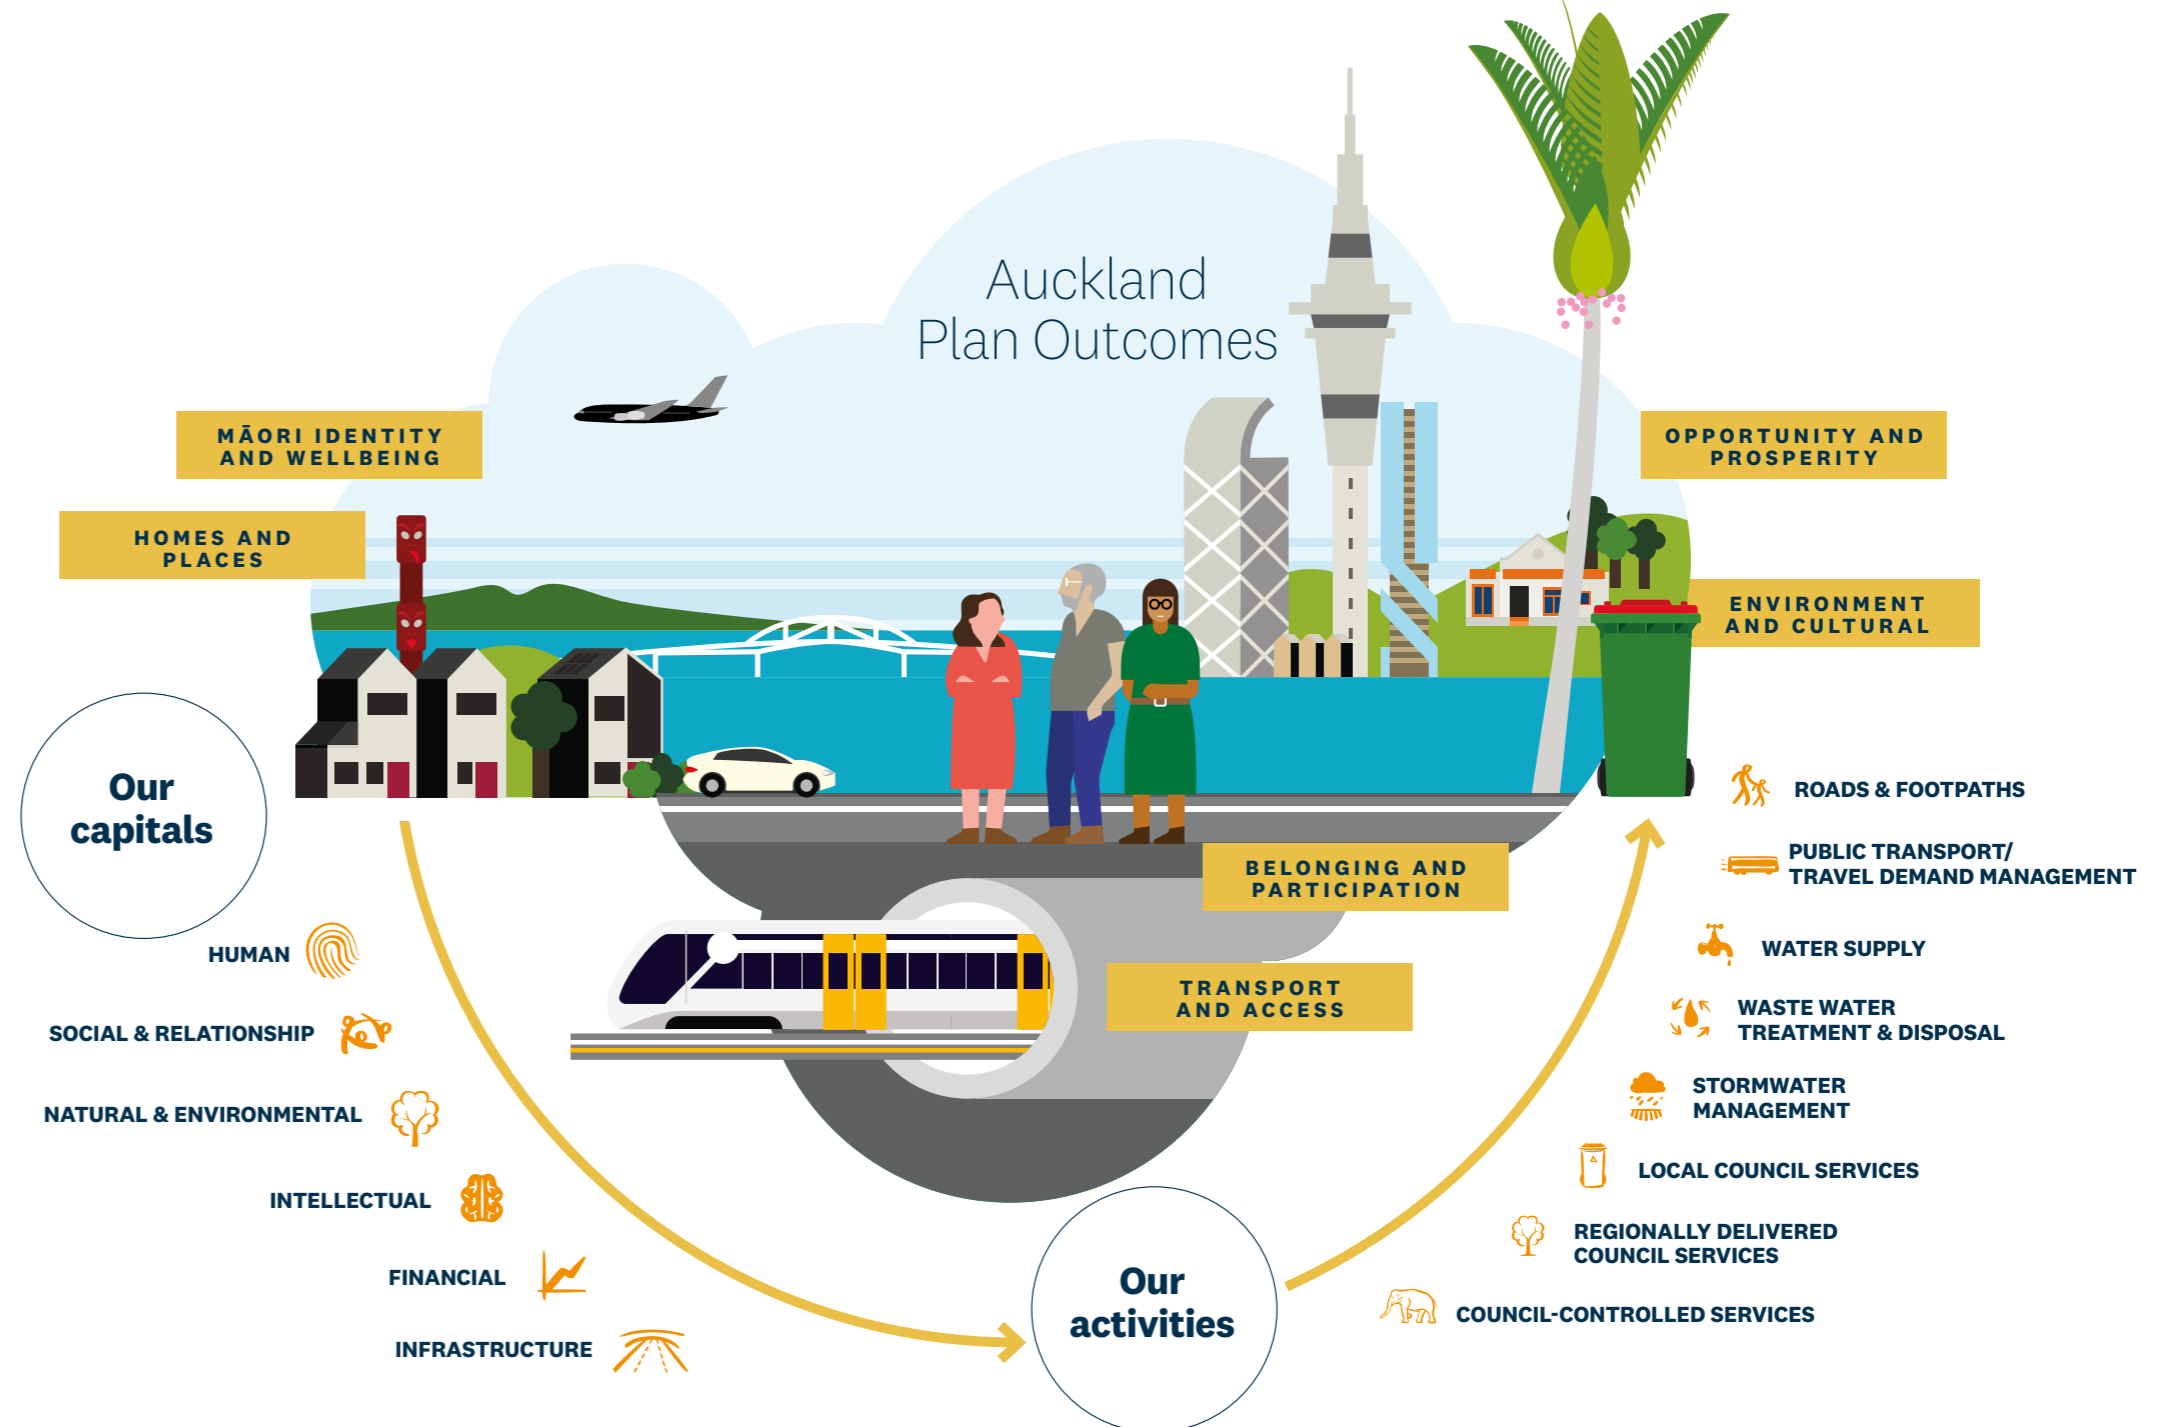 Auckland
Plan Outcomes
MĀORI IDENTITY
AND WELLBEING
HOMES AND
PLACES
OPPORTUNITY AND
PROSPERITY
ENVIRONMENT
AND CULTURAL
BELONGING AND
PARTICIPATION
TRANSPORT
AND ACCESS
Our
capitals
HUMAN
SOCIAL & RELATIONSHIP
NATURAL & ENVIRONMENTAL
INTELLECTUAL
FINANCIAL
INFRASTRUCTURE
Our
activities
ROADS & FOOTPATHS
PUBLIC TRANSPORT/
TRAVEL DEMAND MANAGEMENT
WATER SUPPLY
WASTE WATER
TREATMENT & DISPOSAL
STORMWATER
MANAGEMENT
LOCAL COUNCIL SERVICES
REGIONALLY DELIVERED
COUNCIL SERVICES
COUNCIL-CONTROLLED SERVICES